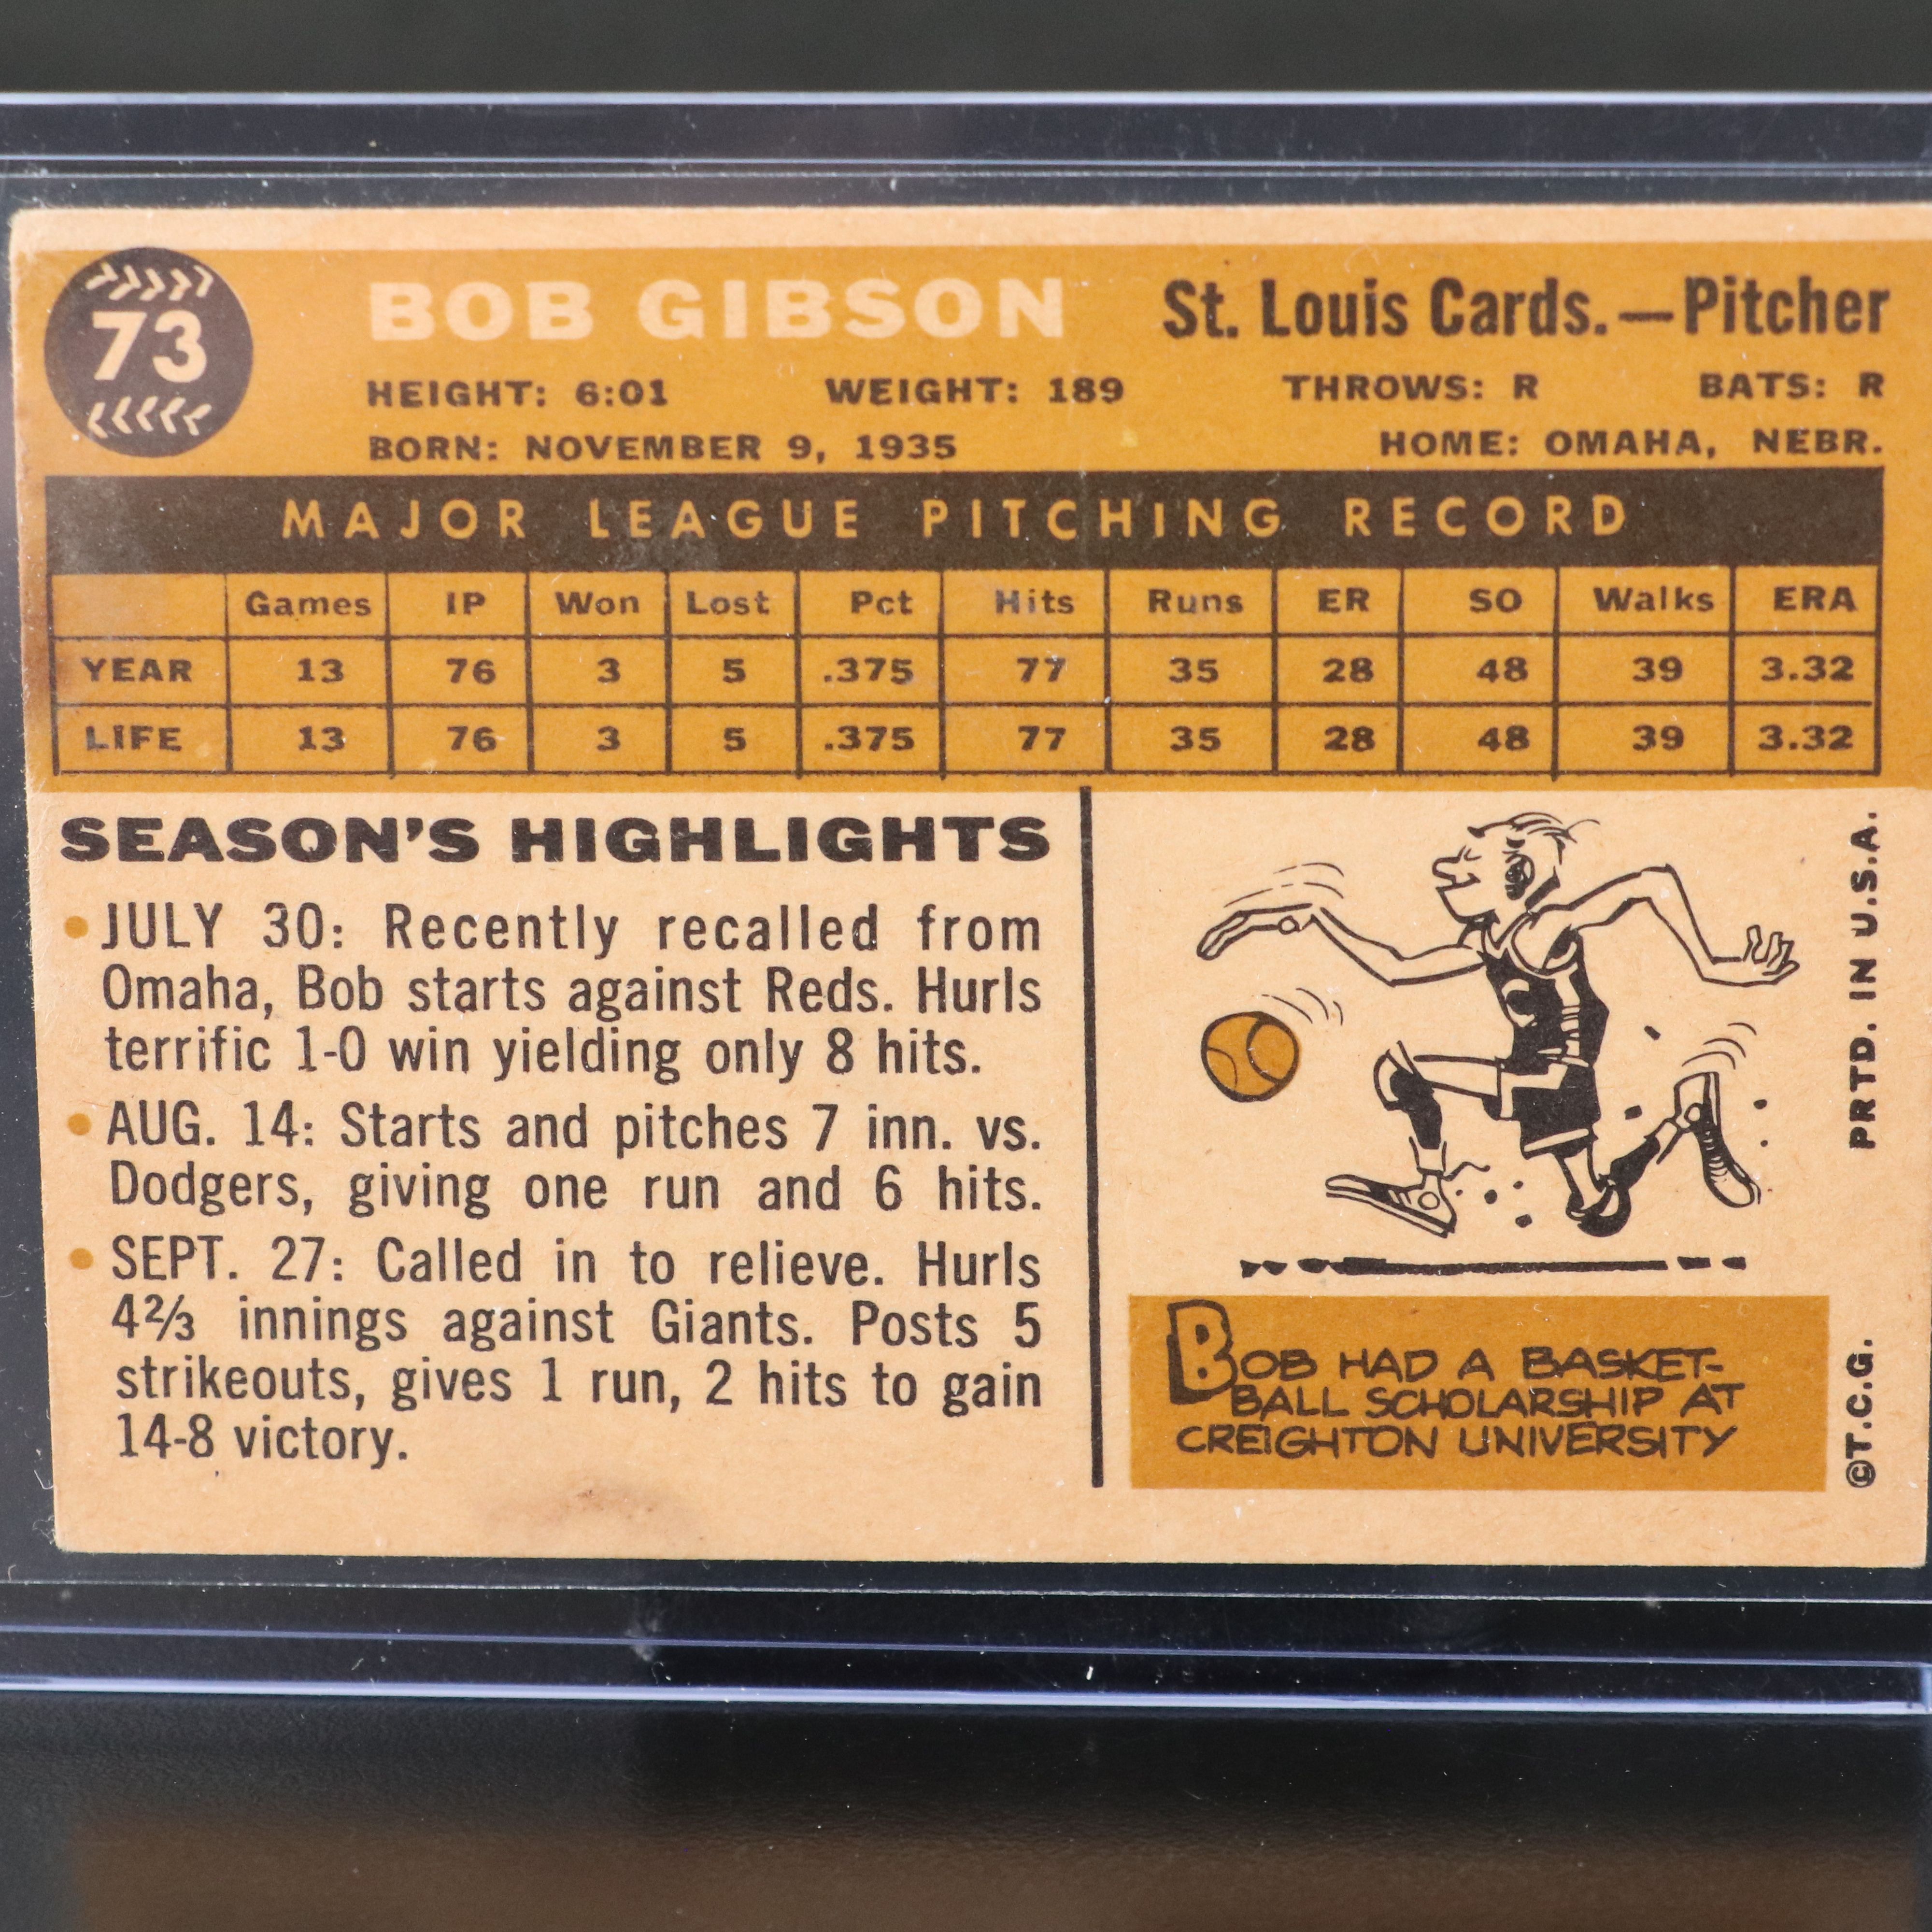 73
BOB GIBSON St. Louis Cards.—Pitcher
HEIGHT: 6:01 WEIGHT: 189 THROWS: R BATS: R
BORN: NOVEMBER 9, 1935 HOME: OMAHA, NEBR.
MAJOR LEAGUE PITCHING RECORD
Games IP Won Lost Pct Hits Runs ER SO Walks ERA
YEAR 13 76 3 5 .375 77 35 28 48 39 3.32
LIFE 13 76 3 5 .375 77 35 28 48 39 3.32
SEASON'S HIGHLIGHTS
• JULY 30: Recently recalled from
Omaha, Bob starts against Reds. Hurls
terrific 1-0 win yielding only 8 hits.
• AUG. 14: Starts and pitches 7 inn. vs.
Dodgers, giving one run and 6 hits.
• SEPT. 27: Called in to relieve. Hurls
4⅔ innings against Giants. Posts 5
strikeouts, gives 1 run, 2 hits to gain
14-8 victory.
BOB HAD A BASKET-
BALL SCHOLARSHIP AT
CREIGHTON UNIVERSITY
©T.C.G. PRTD. IN U.S.A.